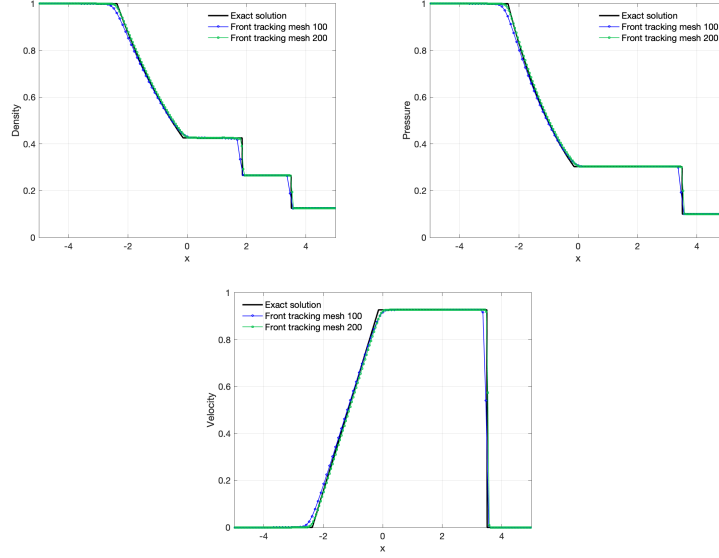 1
0.8
0.6
0.4
0.2
0
-4
-2
0
2
4
x
Density
Exact solution
Front tracking mesh 100
Front tracking mesh 200
1
0.8
0.6
0.4
0.2
0
-4
-2
0
2
4
x
Pressure
Exact solution
Front tracking mesh 100
Front tracking mesh 200
1
0.8
0.6
0.4
0.2
0
-4
-2
0
2
4
x
Velocity
Exact solution
Front tracking mesh 100
Front tracking mesh 200